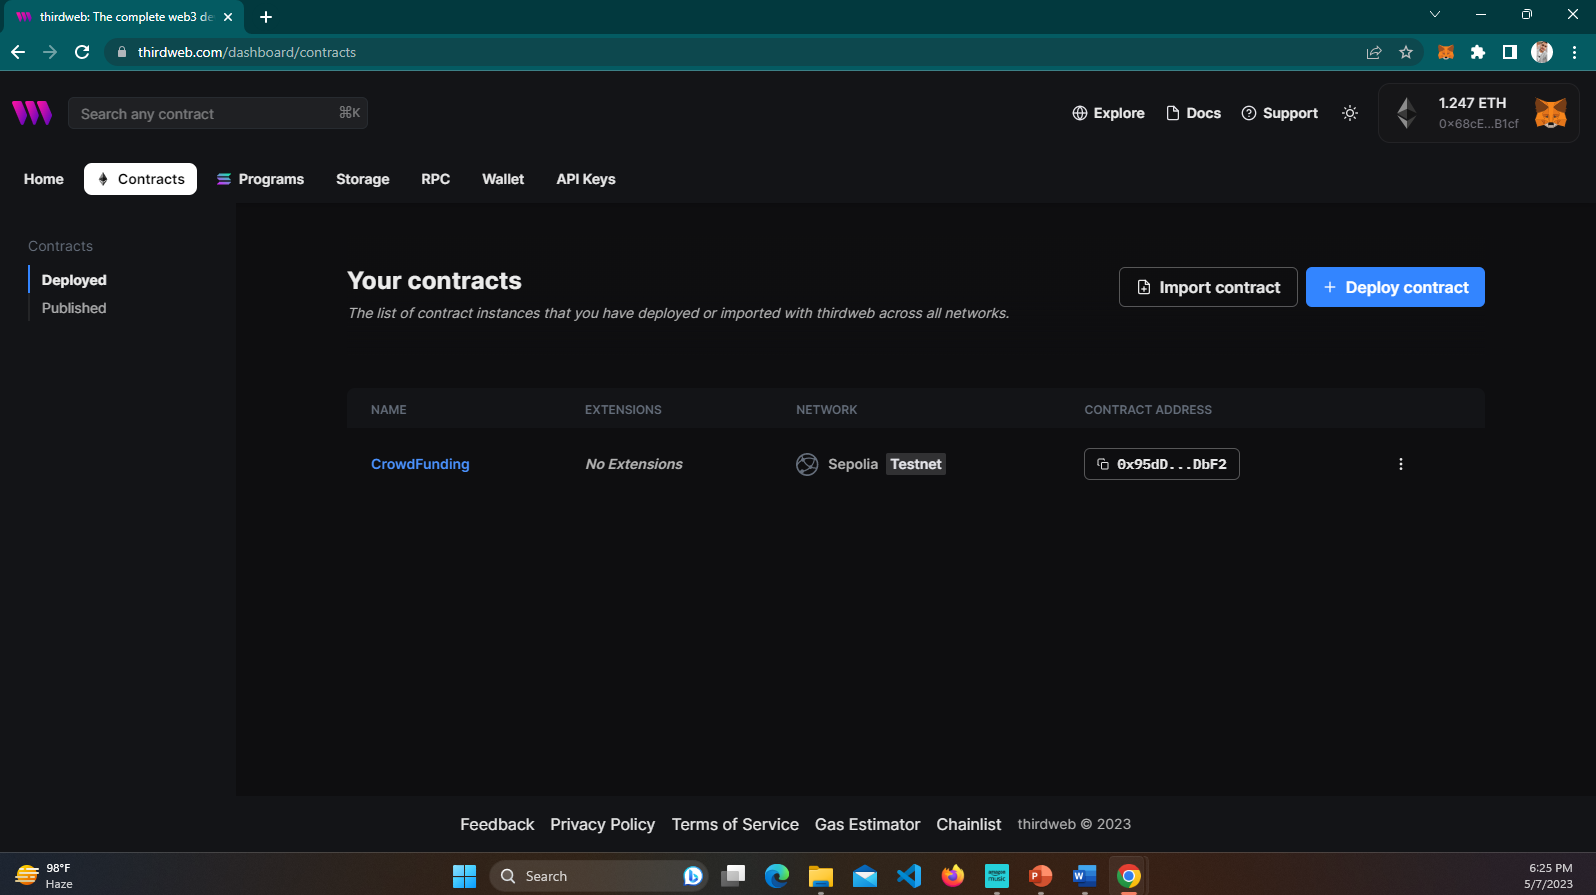 thirdweb: The complete web3 de
thirdweb.com/dashboard/contracts
Search any contract
⌘K
Explore
Docs
Support
1.247 ETH
0x68cE...B1cf
Home
Contracts
Programs
Storage
RPC
Wallet
API Keys
Contracts
Deployed
Published
Your contracts
The list of contract instances that you have deployed or imported with thirdweb across all networks.
Import contract
+ Deploy contract
NAME
EXTENSIONS
NETWORK
CONTRACT ADDRESS
CrowdFunding
No Extensions
Sepolia Testnet
0x95dD...DbF2
Feedback
Privacy Policy
Terms of Service
Gas Estimator
Chainlist
thirdweb © 2023
98°F
Haze
Search
amazon
music
P
W
6:25 PM
5/7/2023